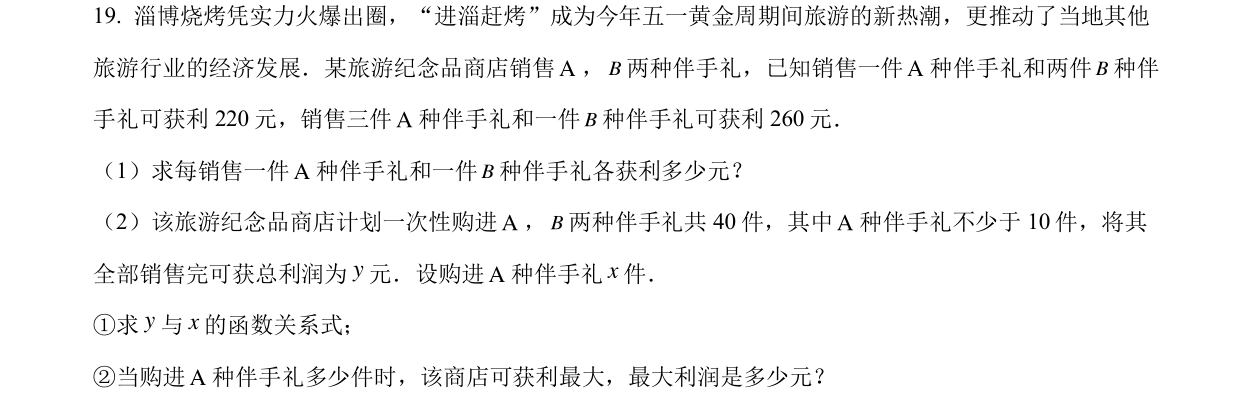 19. 淄博烧烤凭实力火爆出圈，“进淄赶烤”成为今年五一黄金周期间旅游的新热潮，更推动了当地其他
旅游行业的经济发展．某旅游纪念品商店销售 A ，B 两种伴手礼，已知销售一件 A 种伴手礼和两件 B 种伴
手礼可获利 220 元，销售三件 A 种伴手礼和一件 B 种伴手礼可获利 260 元．
（1）求每销售一件 A 种伴手礼和一件 B 种伴手礼各获利多少元？
（2）该旅游纪念品商店计划一次性购进 A ，B 两种伴手礼共 40 件，其中 A 种伴手礼不少于 10 件，将其
全部销售完可获总利润为 y 元．设购进 A 种伴手礼 x 件．
①求 y 与 x 的函数关系式；
②当购进 A 种伴手礼多少件时，该商店可获利最大，最大利润是多少元？